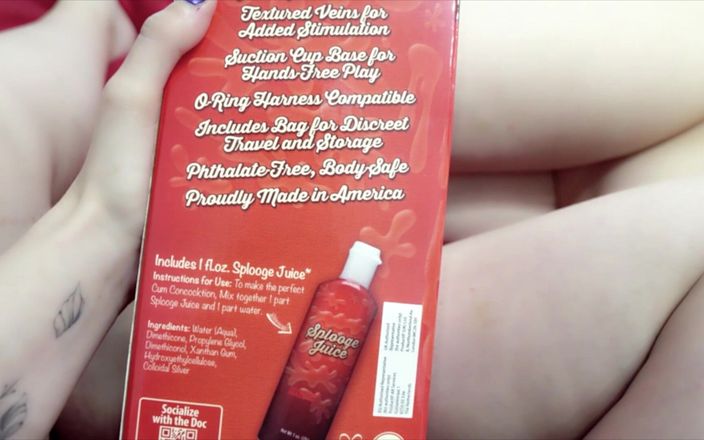 Textured Veins for
Added Stimulation
Suction Cup Base for
Hands Free Play
O-Ring Harness Compatible
Includes Bag for Discreet
Travel and Storage
Phthalate-Free, Body-Safe
Proudly Made in America
Includes 1 fl.oz. Splooge Juice™
Instructions for Use: To make the perfect
Cum Concocktion, Mix together 1 part
Splooge Juice and 1 part water.
Ingredients: Water (Aqua),
Dimethicone, Propylene Glycol,
Dimethiconol, Xanthan Gum,
Hydroxyethylcellulose,
Colloidal Silver
Splooge
Juice
Socialize
with the Doc